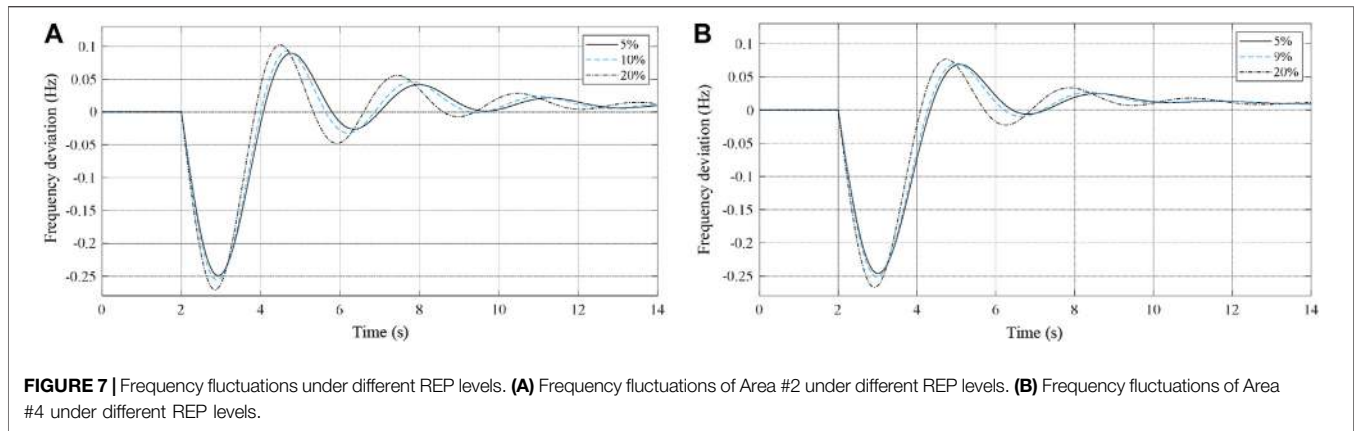 A
0.1
0.05
0
-0.05
-0.1
-0.15
-0.2
-0.25
Frequency deviation (Hz)
0 2 4 6 8 10 12 14
Time (s)
5%
10%
20%
B
0.1
0.05
0
-0.05
-0.1
-0.15
-0.2
-0.25
Frequency deviation (Hz)
0 2 4 6 8 10 12 14
Time (s)
5%
9%
20%
FIGURE 7 | Frequency fluctuations under different REP levels. (A) Frequency fluctuations of Area #2 under different REP levels. (B) Frequency fluctuations of Area
#4 under different REP levels.